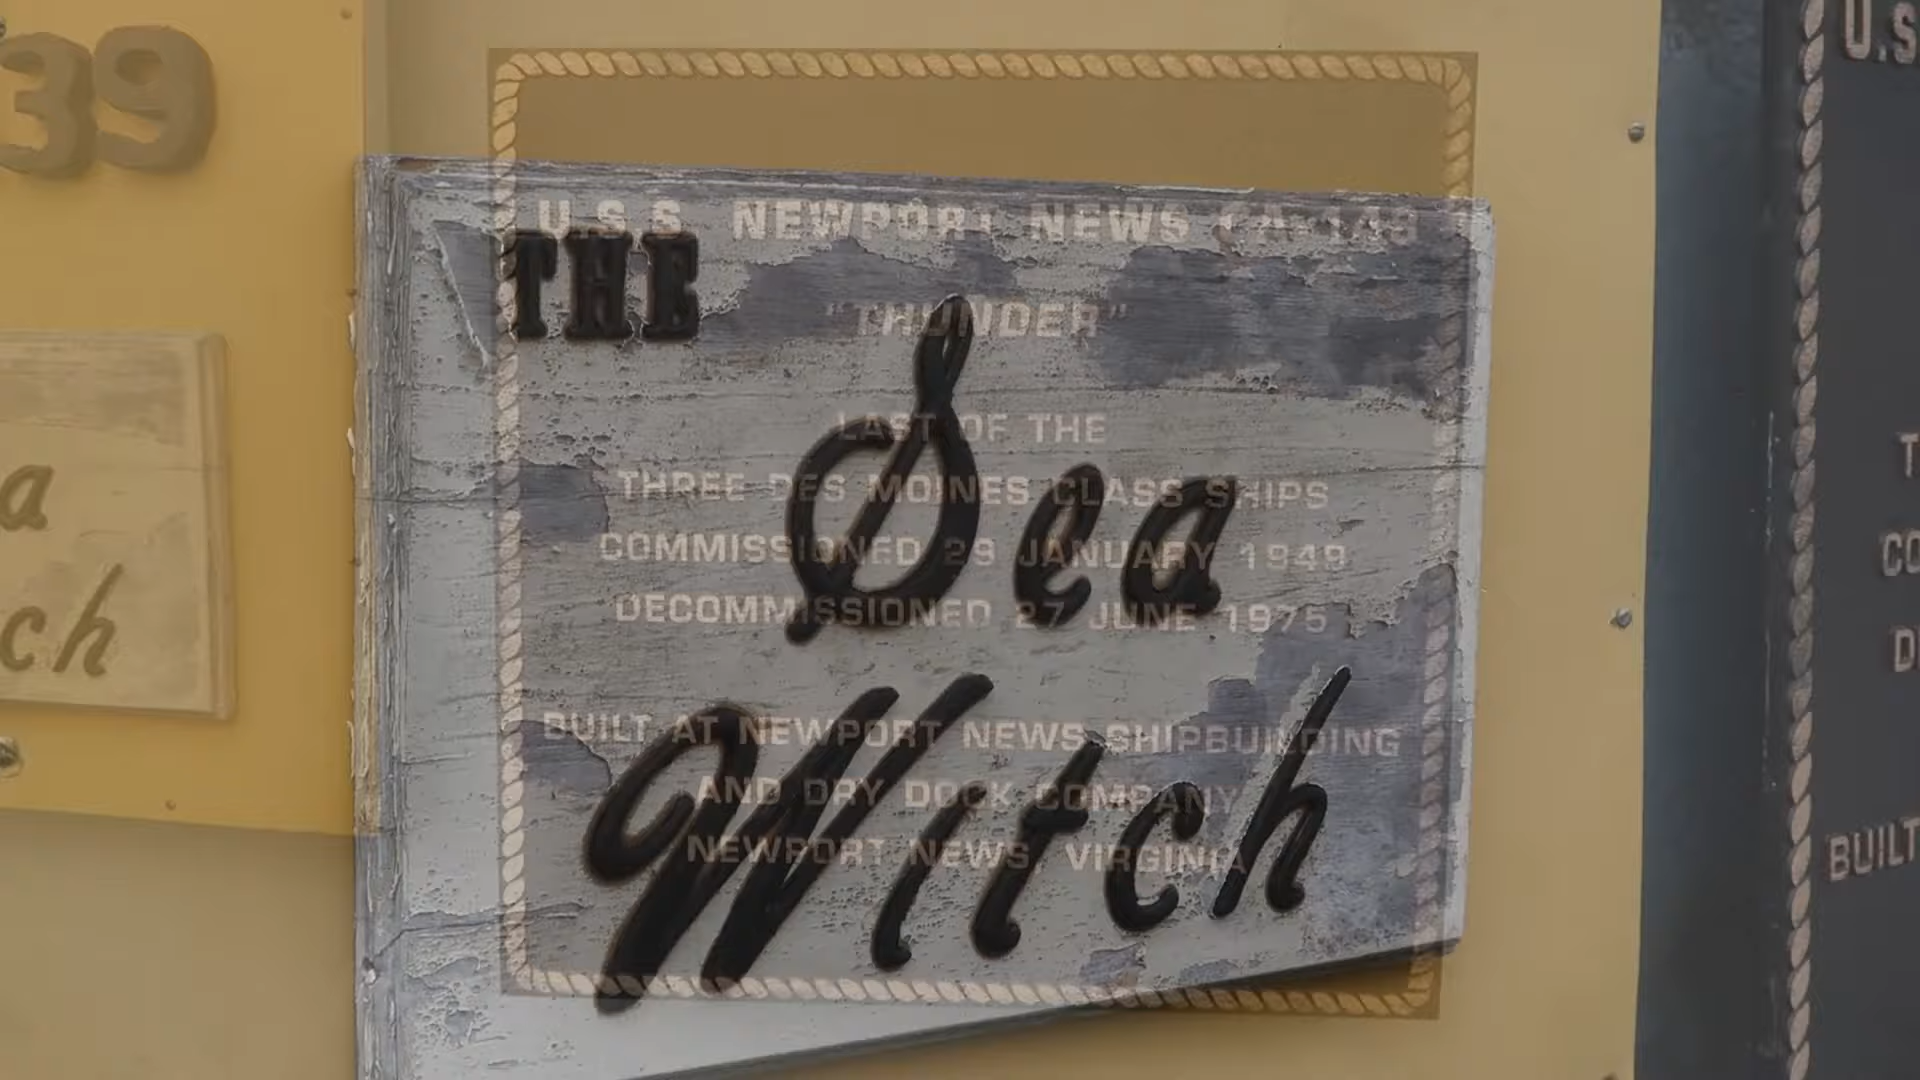 39
U.S.S. NEWPORT NEWS CA-148
"THUNDER"
LAST OF THE
THREE DES MOINES CLASS SHIPS
COMMISSIONED 29 JANUARY 1949
DECOMMISSIONED 27 JUNE 1975
BUILT AT NEWPORT NEWS SHIPBUILDING
AND DRY DOCK COMPANY
NEWPORT NEWS, VIRGINIA
THE
Sea
Witch
a
ch
U.S
T
CO
D
BUILT